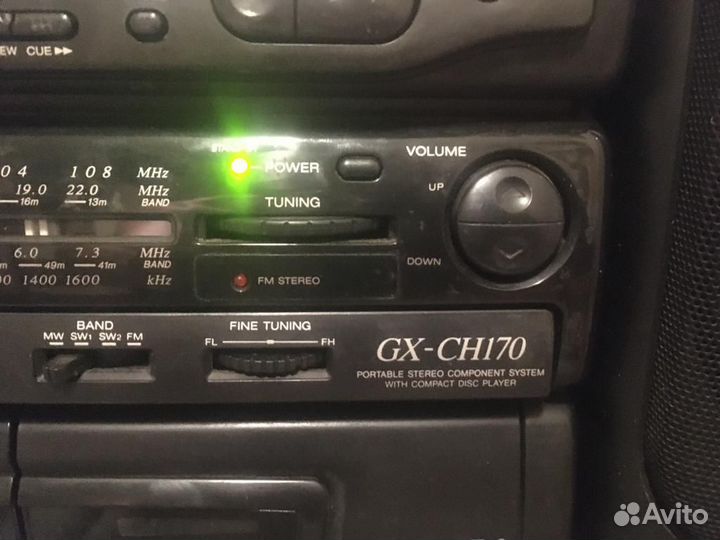 CUE ▶▶
VOLUME
UP
DOWN
POWER
TUNING
FM STEREO
108 MHz
19.0 22.0 MHz
16m 13m BAND
6.0 7.3 MHz
49m 41m BAND
1400 1600 kHz
BAND
MW SW1 SW2 FM
FINE TUNING
FL FH
GX-CH170
PORTABLE STEREO COMPONENT SYSTEM
WITH COMPACT DISC PLAYER
Avito